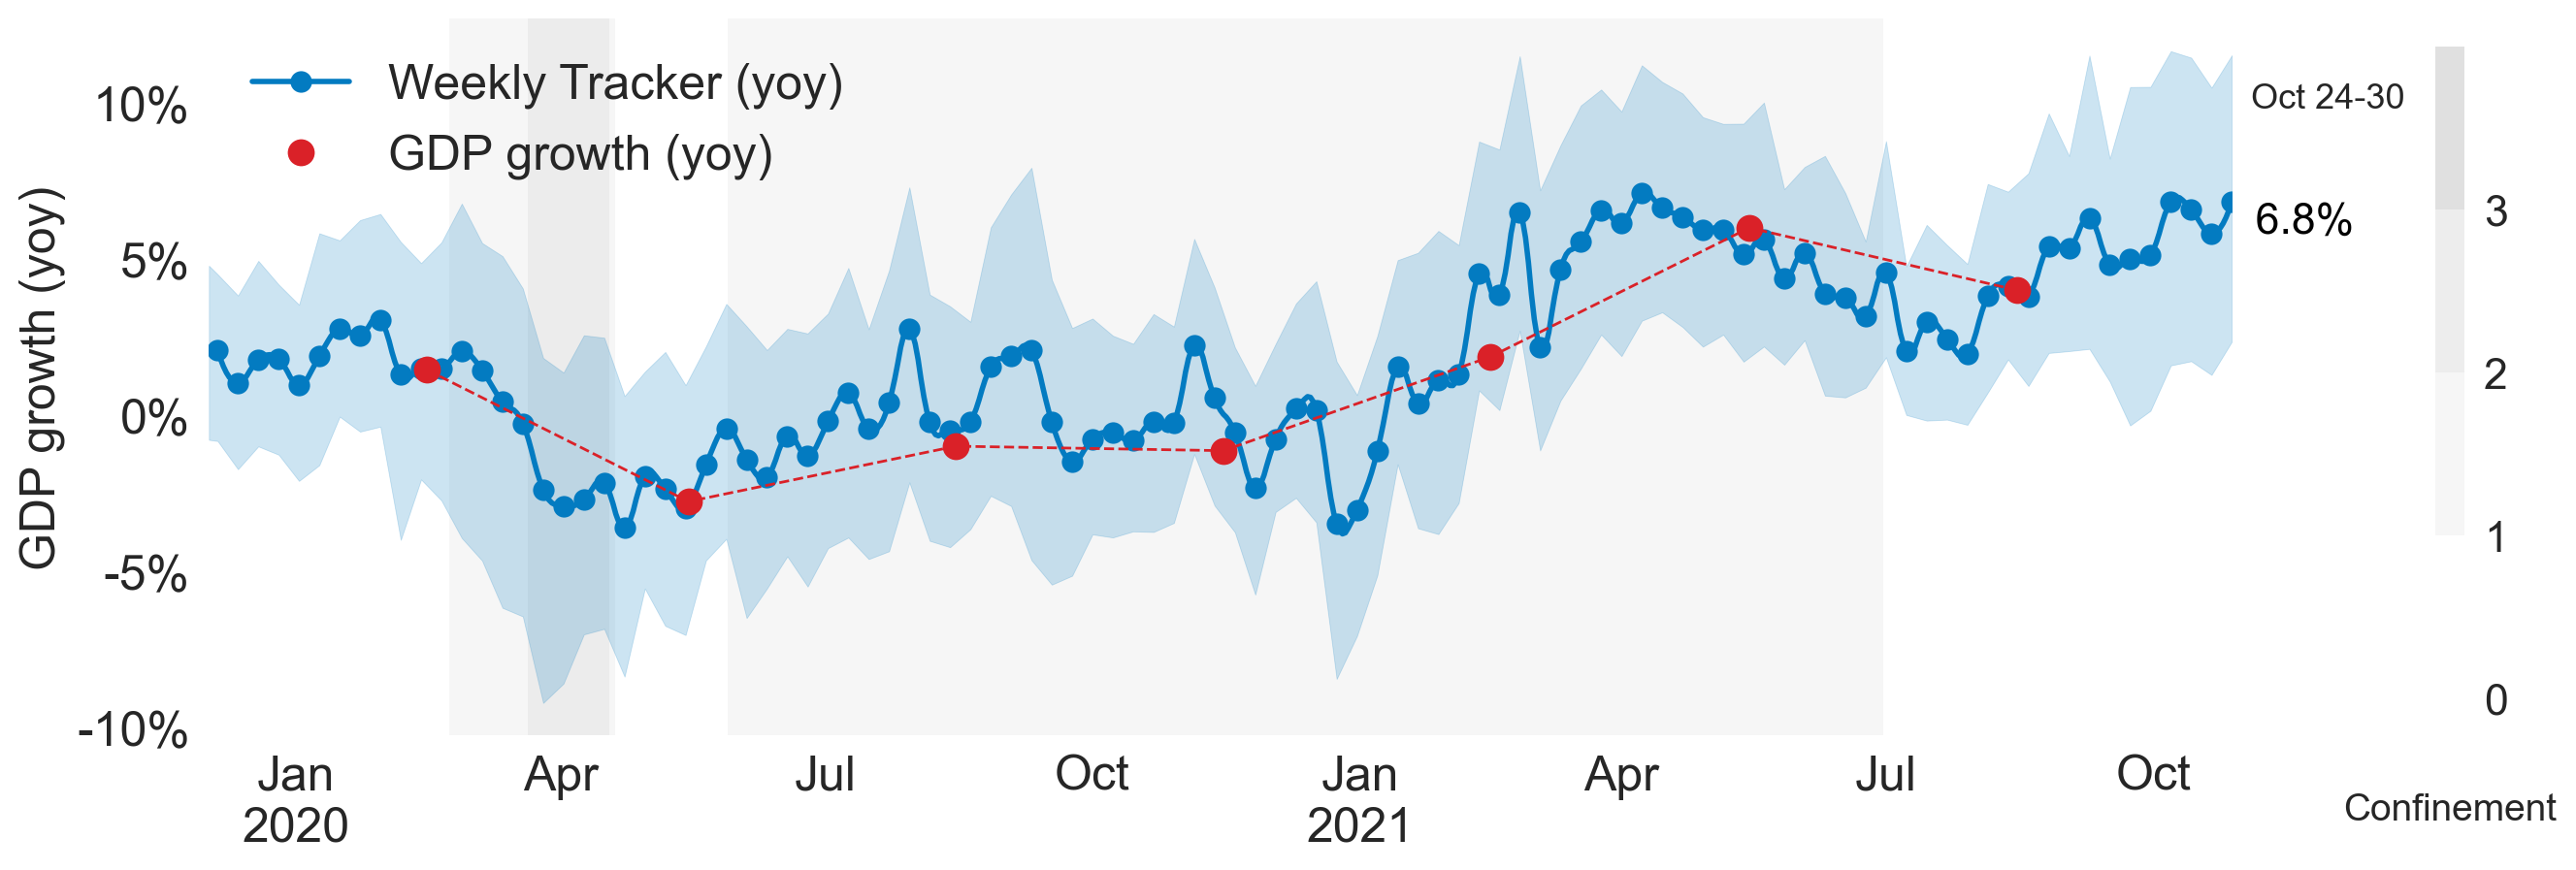 Weekly Tracker (yoy)
GDP growth (yoy)
GDP growth (yoy)
10%
5%
0%
-5%
-10%
Jan
2020
Apr
Jul
Oct
Jan
2021
Apr
Jul
Oct
Oct 24-30
6.8%
3
2
1
0
Confinement